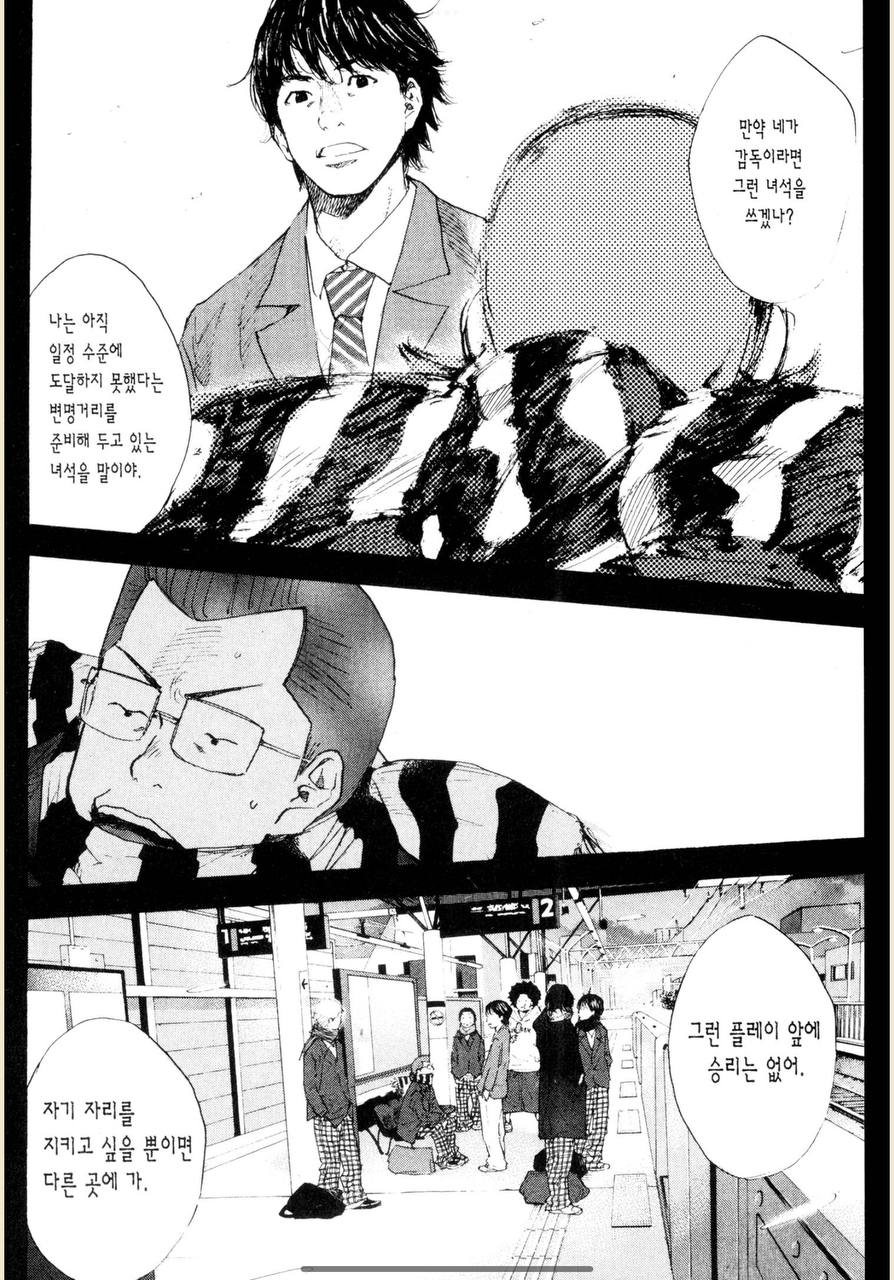 만약 네가
감독이라면
그런 녀석을
쓰겠나?
나는 아직
일정 수준에
도달하지 못했다는
변명거리를
준비해 두고 있는
녀석을 말이야.
1
2
그런 플레이 앞에
승리는 없어.
자기 자리를
지키고 싶을 뿐이면
다른 곳에 가.